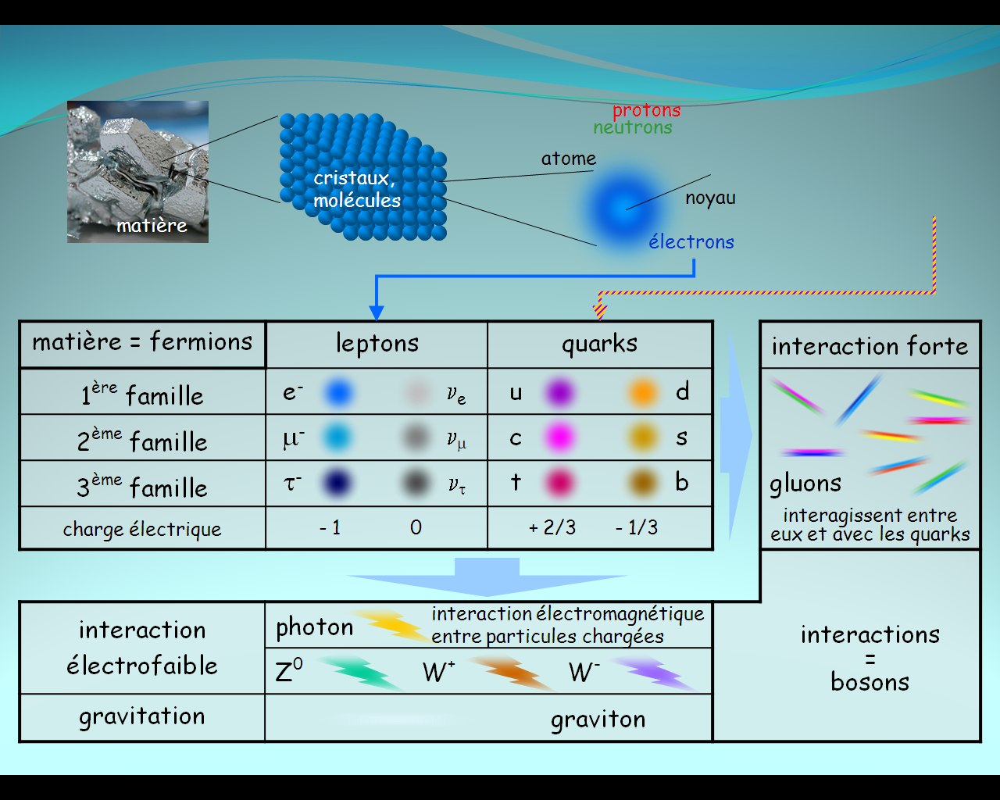 protons
neutrons
atome
cristaux,
molécules
noyau
matière
électrons
matière = fermions
leptons
quarks
interaction forte
1ère famille
e-
νe
u
d
2ème famille
μ-
νμ
c
s
3ème famille
τ-
ντ
t
b
gluons
interagissent entre
eux et avec les quarks
charge électrique
- 1
0
+ 2/3
- 1/3
interaction
électrofaible
photon
interaction électromagnétique
entre particules chargées
Z0
W+
W-
interactions
=
bosons
gravitation
graviton